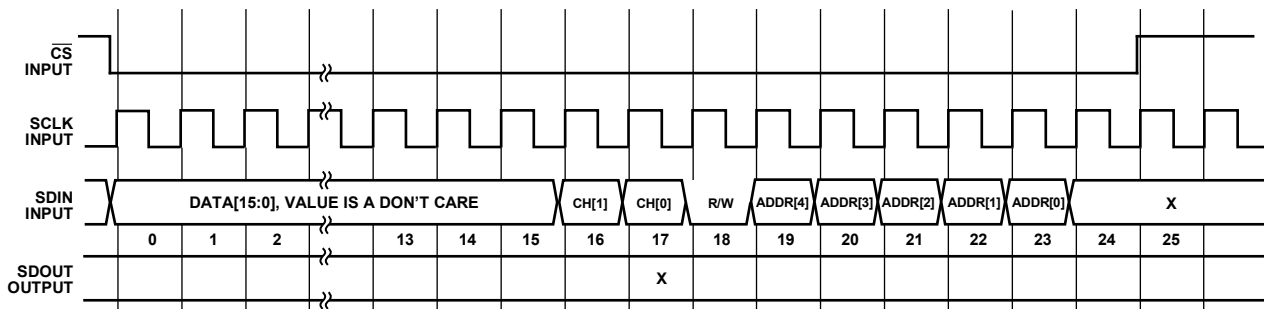 CS
INPUT
SCLK
INPUT
SDIN
INPUT
DATA[15:0], VALUE IS A DON'T CARE CH[1] CH[0] R/W ADDR[4] ADDR[3] ADDR[2] ADDR[1] ADDR[0] X
0 1 2 13 14 15 16 17 18 19 20 21 22 23 24 25
SDOUT
OUTPUT
X